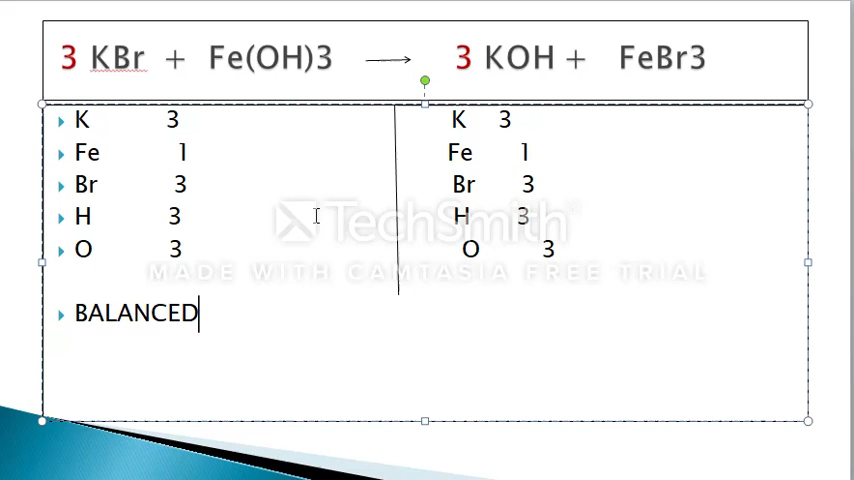 3 KBr + Fe(OH)3 → 3 KOH + FeBr3
K 3 K 3
Fe 1 Fe 1
Br 3 Br 3
H 3 H 3
TechSmith
O 3 O 3
MADE WITH CAMTASIA FREE TRIAL
BALANCED